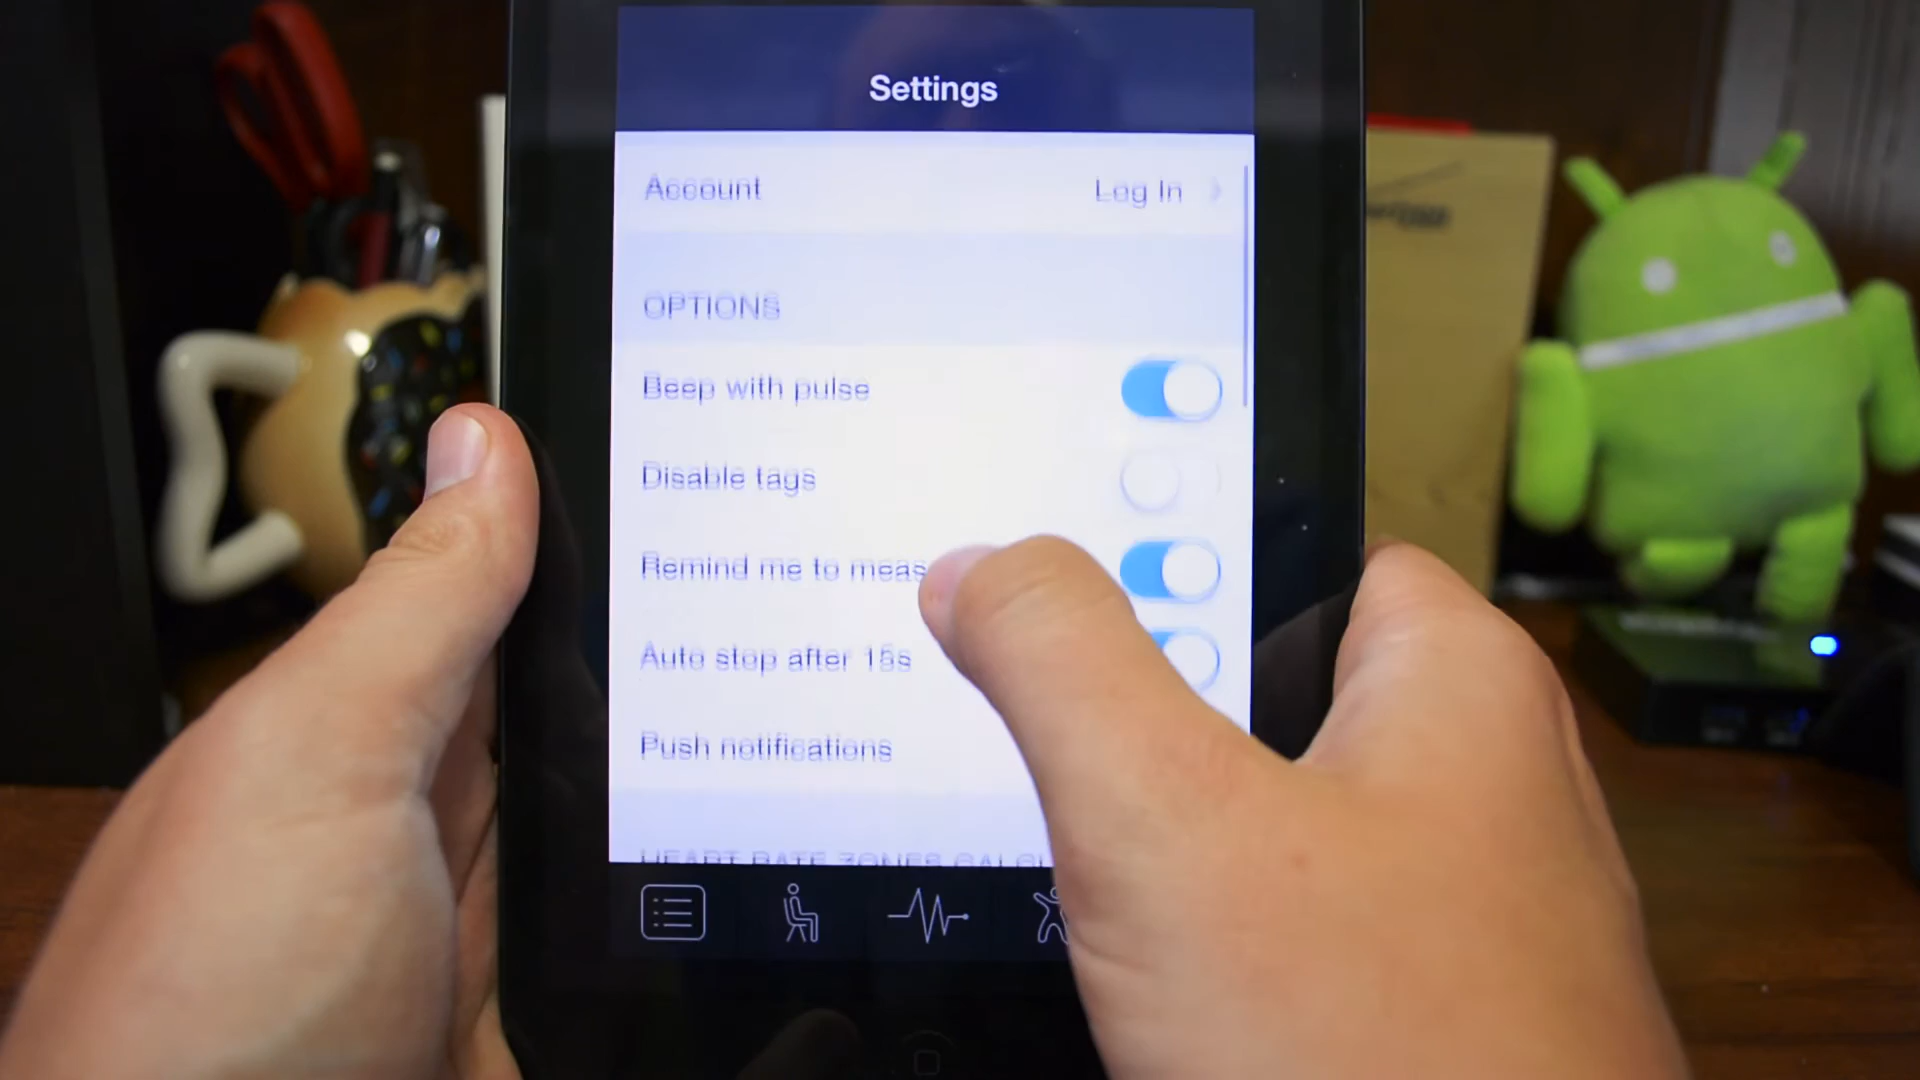 Settings
Account Log In
OPTIONS
Beep with pulse
Disable tags
Remind me to meas
Auto stop after 15s
Push notifications
HEART RATE ZONES CALCU